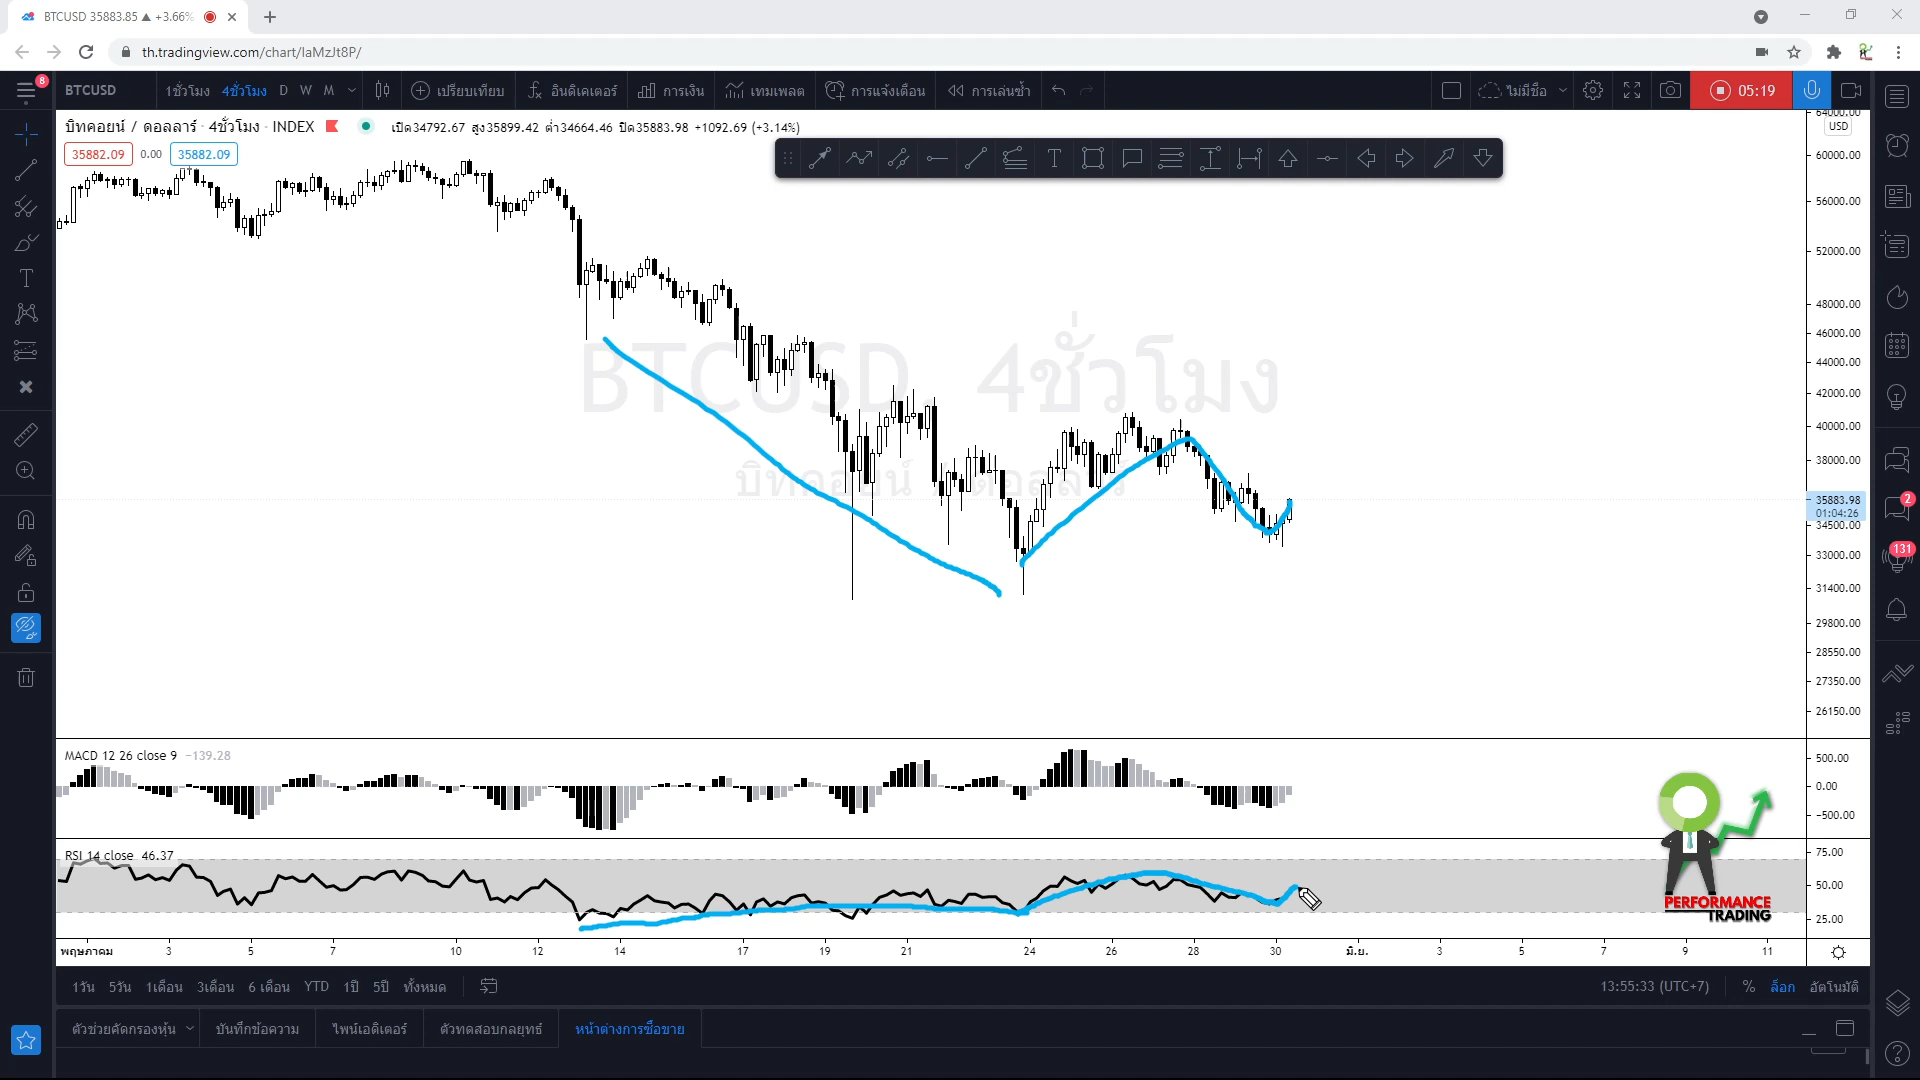 BTCUSD 35883.85 ▲ +3.66%
th.tradingview.com/chart/laMzJt8P/
8
BTCUSD
1ชั่วโมง 4ชั่วโมง D W M
เปรียบเทียบ
อินดิเคเตอร์
การเงิน
เทมเพลต
การแจ้งเตือน
การเล่นซ้ำ
ไม่มีชื่อ
05:19
บิทคอยน์ / ดอลลาร์ · 4ชั่วโมง · INDEX
เปิด34792.67 สูง35899.42 ต่ำ34664.46 ปิด35883.98 +1092.69 (+3.14%)
35882.09 0.00 35882.09
64000.00
USD
60000.00
56000.00
52000.00
48000.00
46000.00
44000.00
42000.00
40000.00
38000.00
35883.98
01:04:26
34500.00
33000.00
31400.00
29800.00
28550.00
27350.00
26150.00
BTCUSD, 4ชั่วโมง
บิทคอยน์ / ดอลลาร์
2
131
MACD 12 26 close 9 −139.28
500.00
0.00
−500.00
RSI 14 close 46.37
75.00
50.00
25.00
PERFORMANCE
TRADING
พฤษภาคม 3 5 7 10 12 14 17 19 21 24 26 28 30 มิ.ย. 3 5 7 9 11
1วัน 5วัน 1เดือน 3เดือน 6 เดือน YTD 1ปี 5ปี ทั้งหมด
13:55:33 (UTC+7) % ล็อก อัตโนมัติ
ตัวช่วยคัดกรองหุ้น บันทึกข้อความ ไพน์เอดิเตอร์ ตัวทดสอบกลยุทธ์ หน้าต่างการซื้อขาย